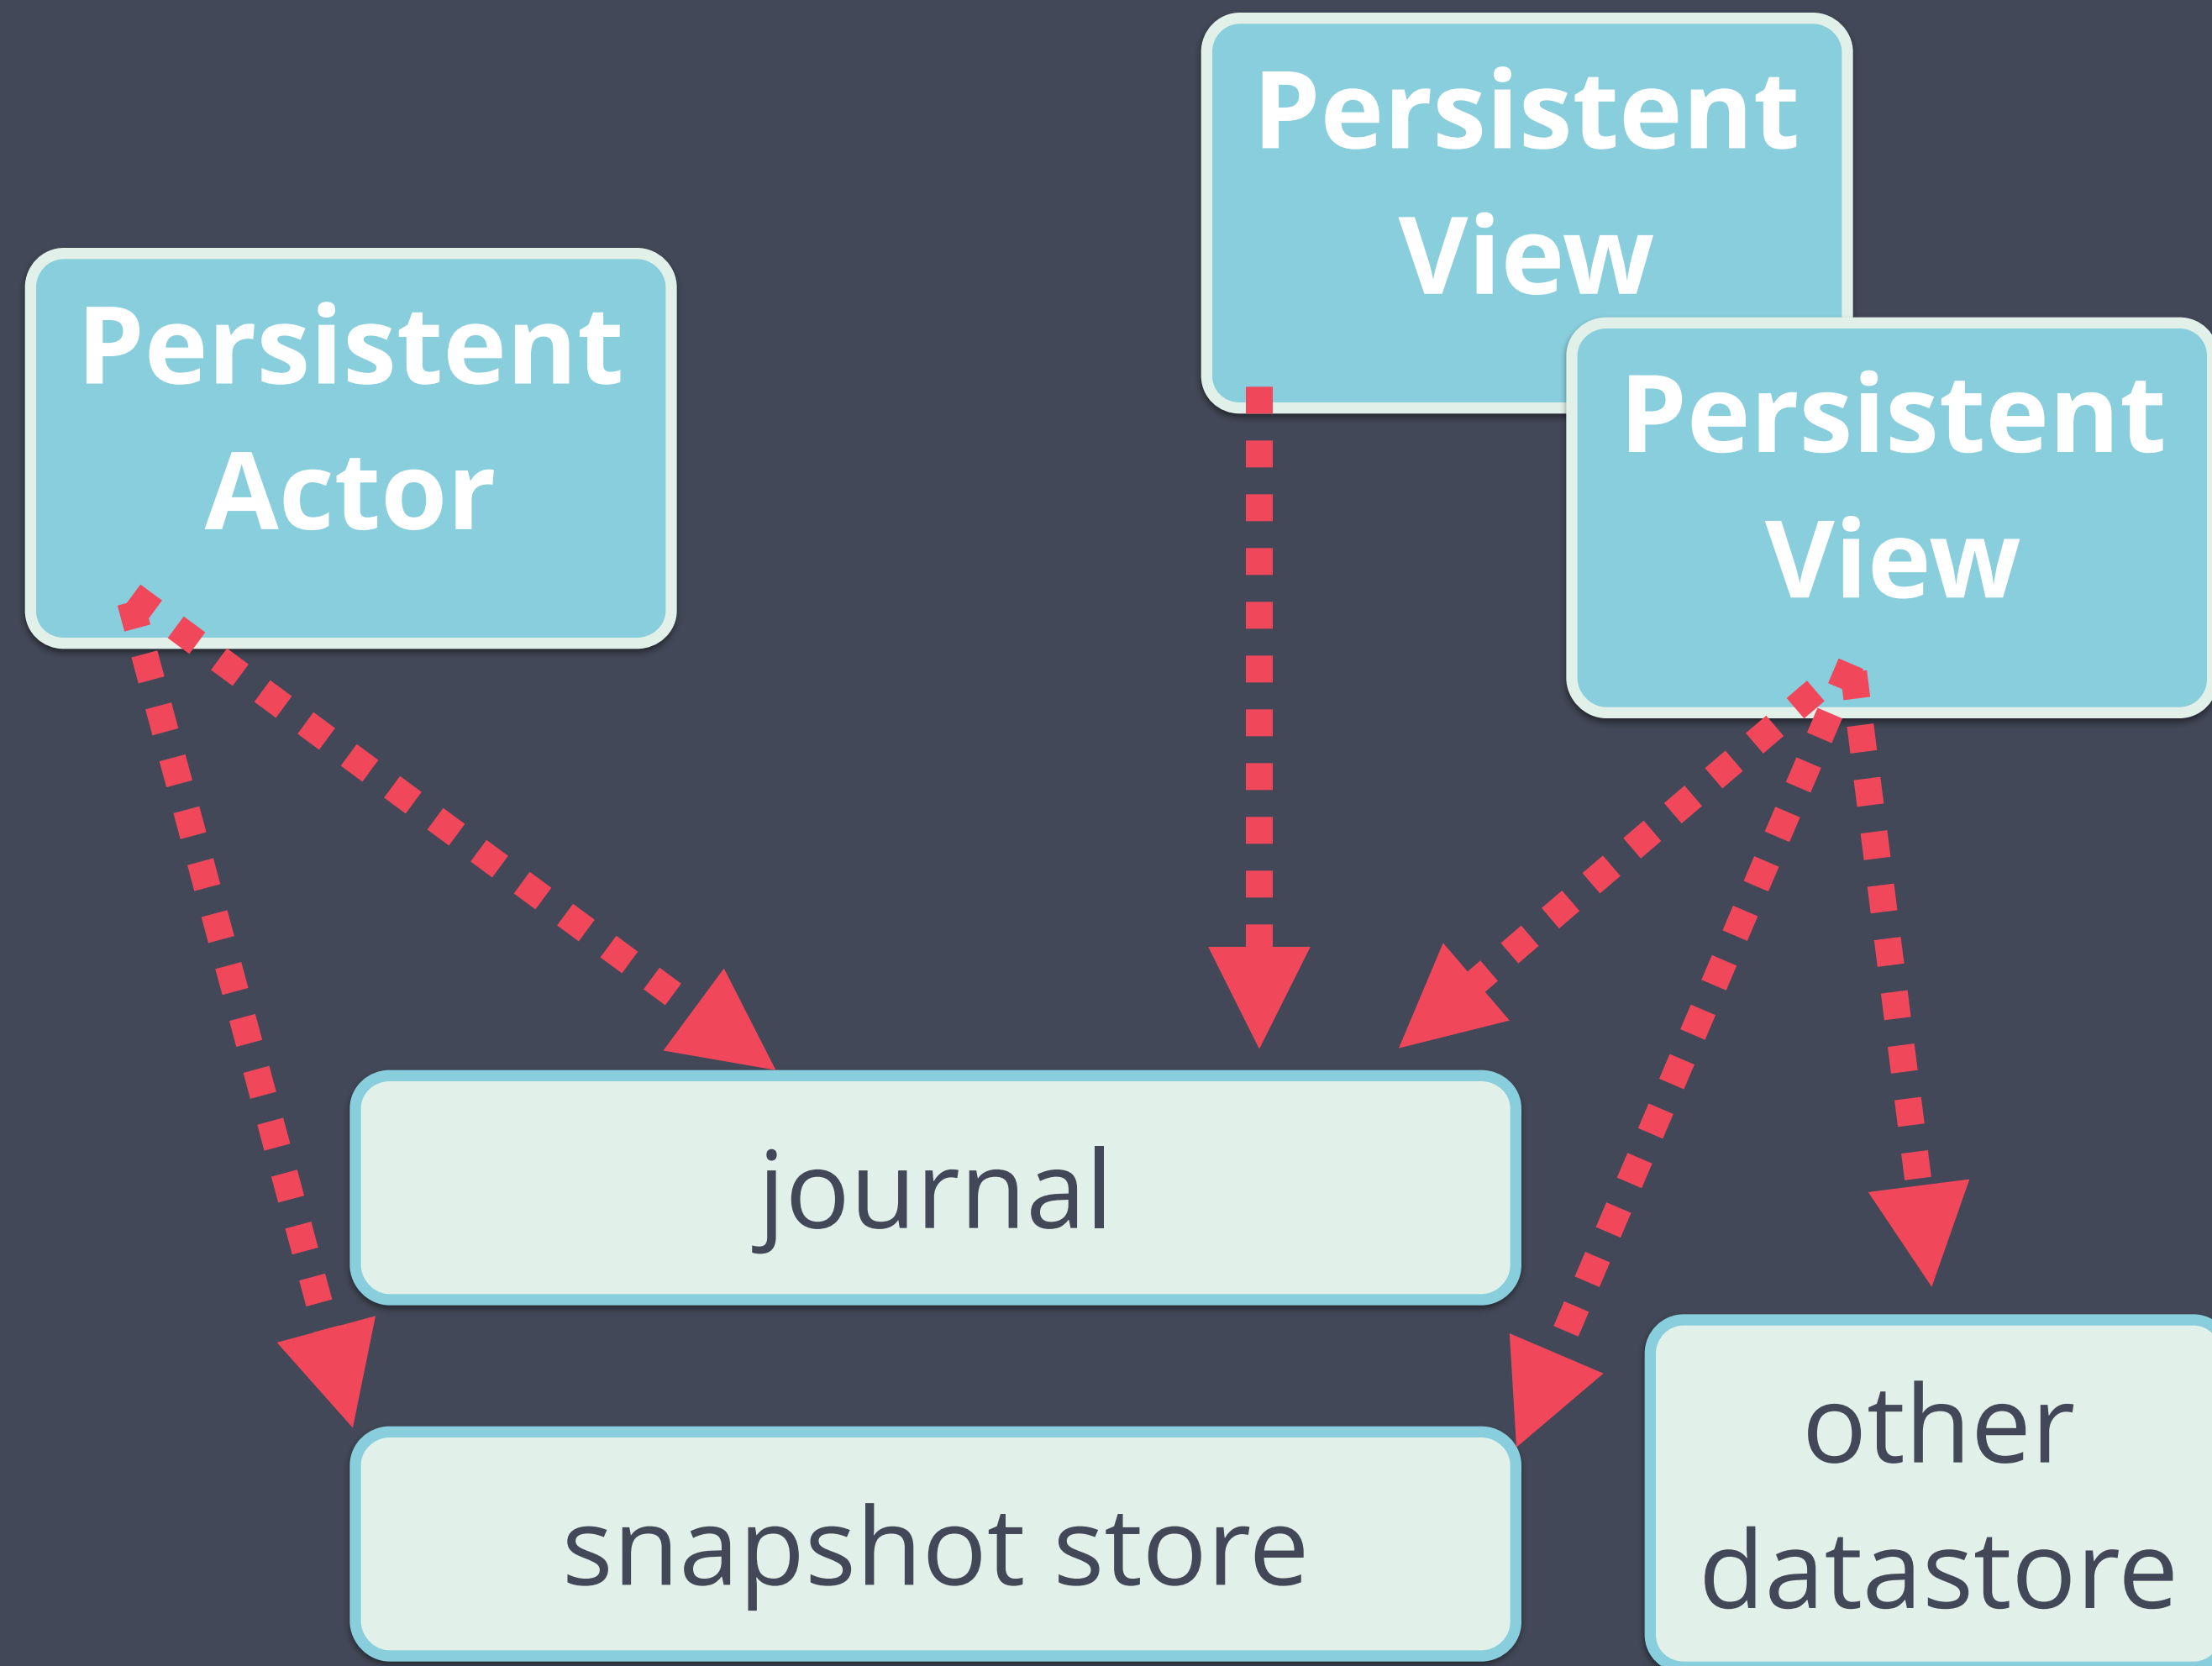 Persistent
View
Persistent
Actor
Persistent
View
journal
snapshot store
other
datastore